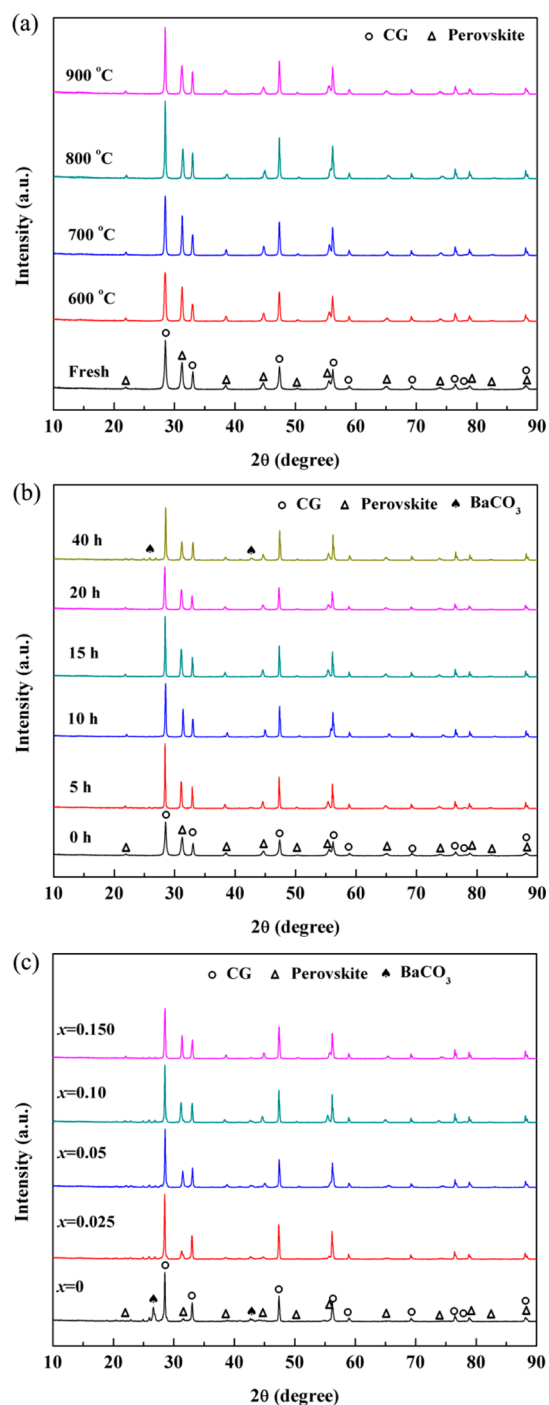 (a)
○ CG △ Perovskite
900 °C
800 °C
700 °C
600 °C
Fresh
Intensity (a.u.)
10 20 30 40 50 60 70 80 90
2θ (degree)
(b)
○ CG △ Perovskite ♠ BaCO₃
40 h
20 h
15 h
10 h
5 h
0 h
Intensity (a.u.)
10 20 30 40 50 60 70 80 90
2θ (degree)
(c)
○ CG △ Perovskite ♠ BaCO₃
x=0.150
x=0.10
x=0.05
x=0.025
x=0
Intensity (a.u.)
10 20 30 40 50 60 70 80 90
2θ (degree)